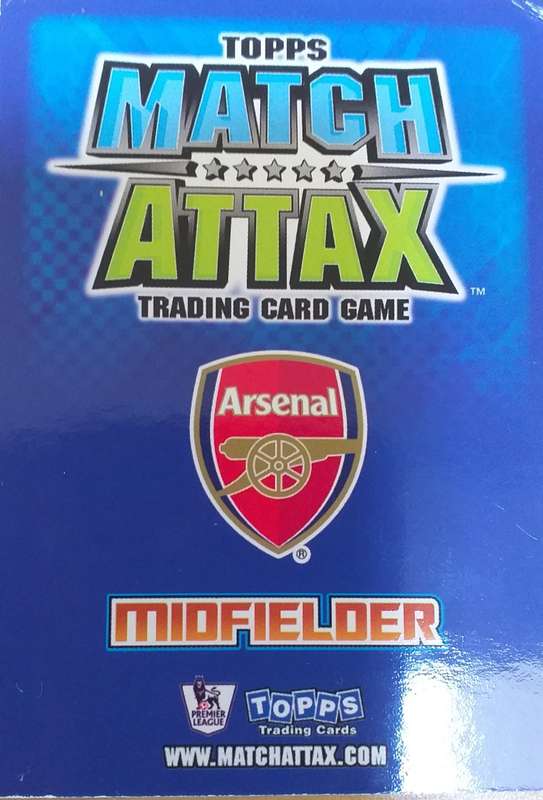 TOPPS
MATCH
ATTAX
TRADING CARD GAME
TM
Arsenal
®
MIDFIELDER
PREMIER
LEAGUE
TOPPS
Trading Cards
WWW.MATCHATTAX.COM